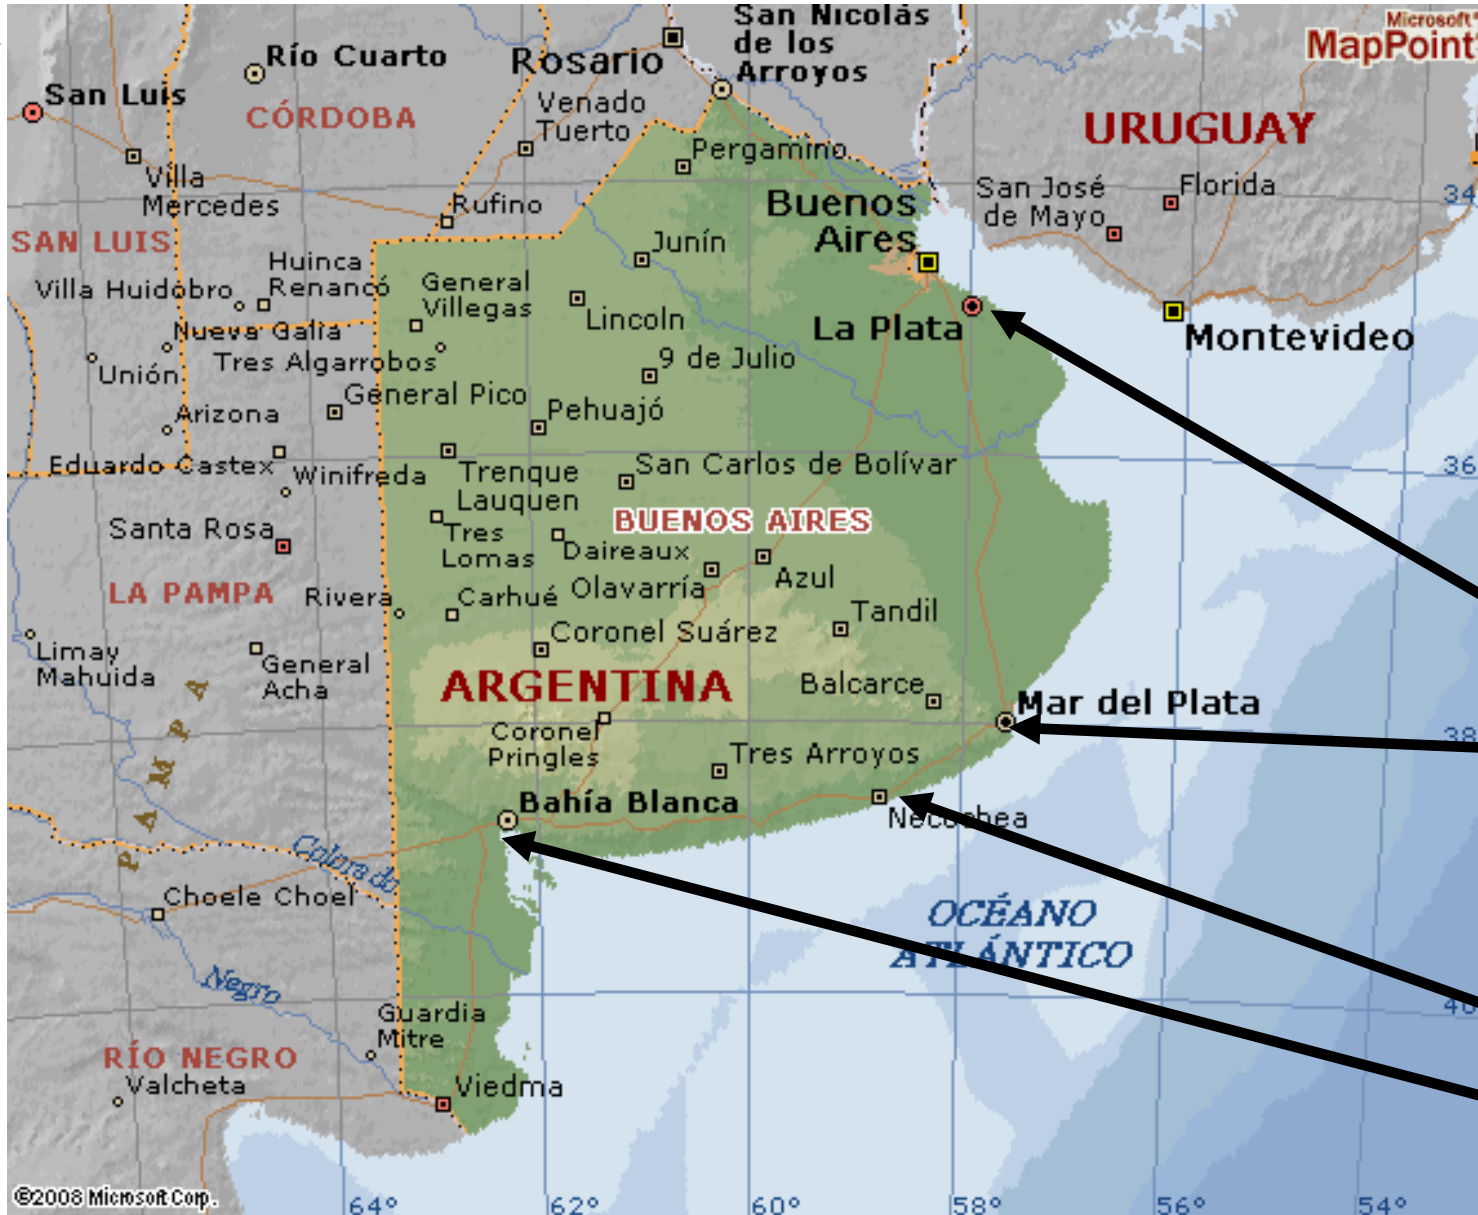 San Nicolás
de los
Arroyos
Microsoft®
MapPoint®
Río Cuarto
Rosario
San Luis
CÓRDOBA
Venado
Tuerto
URUGUAY
Pergamino
Villa
Mercedes
Rufino
Buenos
Aires
San José
de Mayo
Florida
34
SAN LUIS
Junín
Huinca
Renancó
Villa Huidobro
General
Villegas
Lincoln
Nueva Galia
La Plata
Montevideo
Unión
Tres Algarrobos
9 de Julio
General Pico
Arizona
Pehuajó
Eduardo Castex
Winifreda
Trenque
Lauquen
San Carlos de Bolívar
36
Santa Rosa
BUENOS AIRES
Tres
Lomas
Daireaux
LA PAMPA
Rivera
Carhué
Olavarría
Azul
Tandil
Limay
Mahuida
General
Acha
Coronel Suárez
ARGENTINA
Balcarce
Mar del Plata
PAMPA
Coronel
Pringles
Tres Arroyos
38
Bahía Blanca
Necochea
Colorado
Choele Choel
OCÉANO
ATLÁNTICO
Negro
Guardia
Mitre
40
RÍO NEGRO
Valcheta
Viedma
©2008 Microsoft Corp.
64°
62°
60°
58°
56°
54°